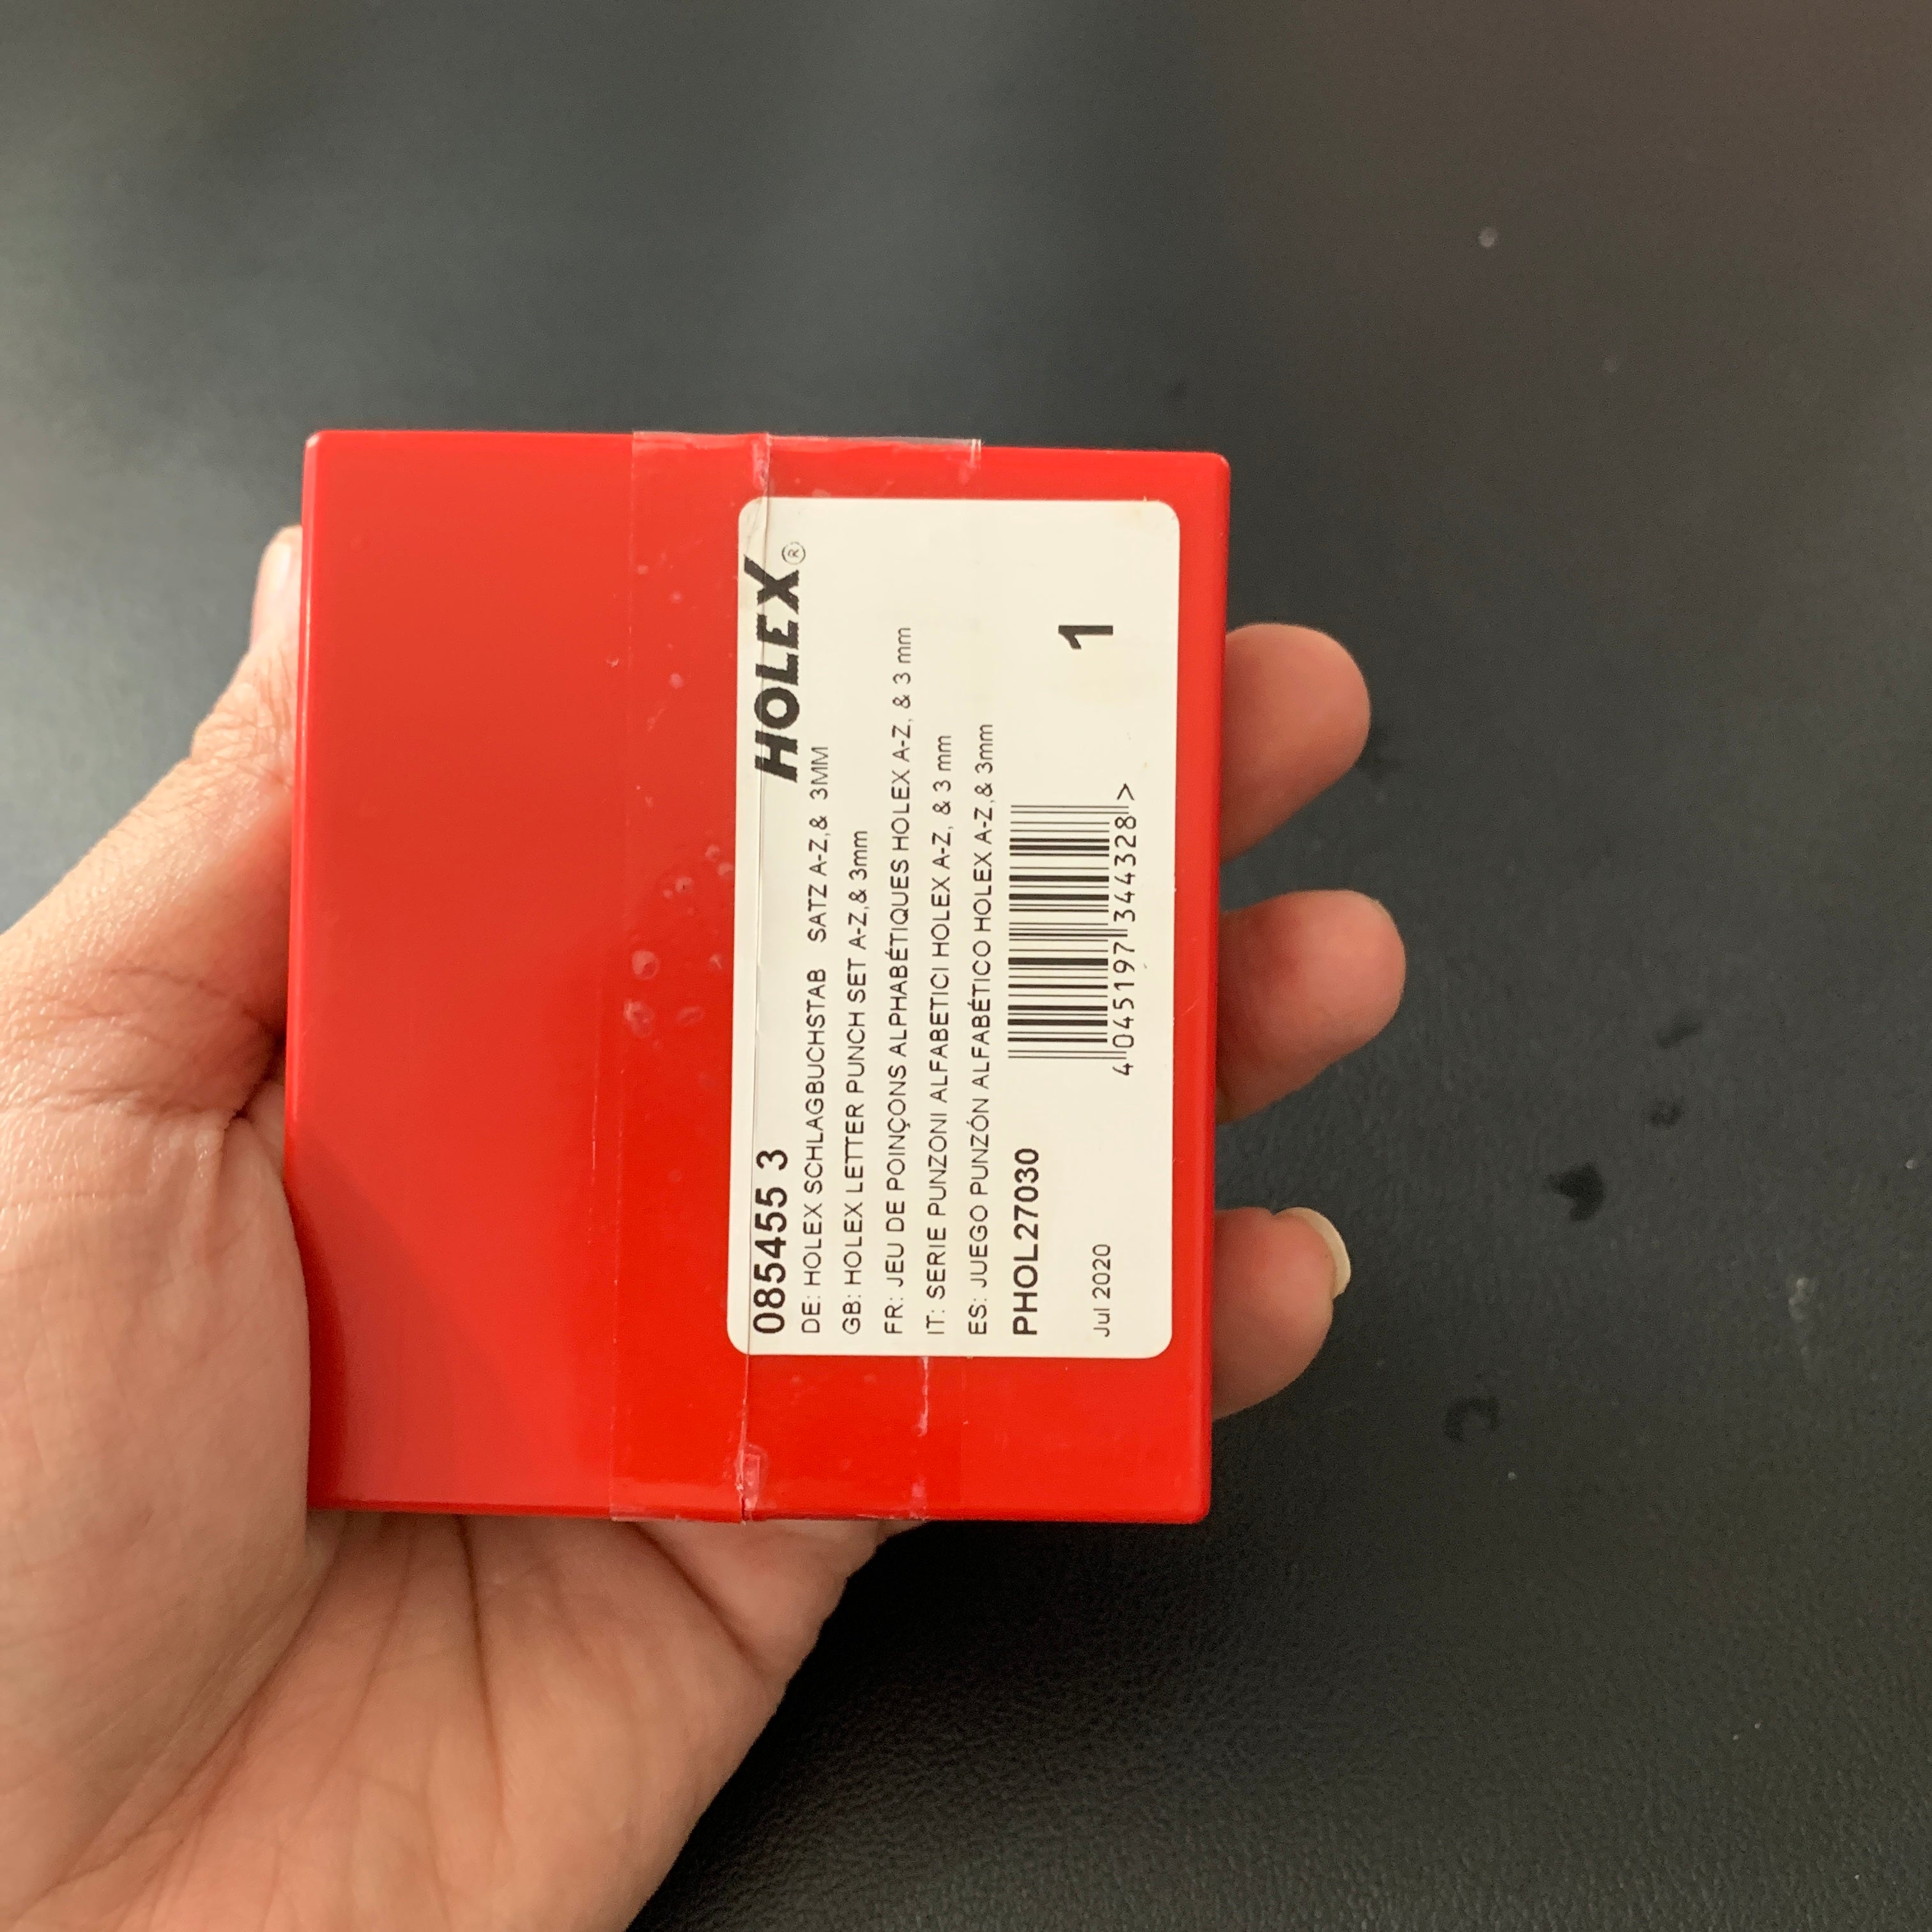 HOLEX®
085455 3
DE: HOLEX SCHLAGBUCHSTAB SATZ A-Z,& 3MM
GB: HOLEX LETTER PUNCH SET A-Z,& 3mm
FR: JEU DE POINÇONS ALPHABÉTIQUES HOLEX A-Z, & 3 mm
IT: SERIE PUNZONI ALFABETICI HOLEX A-Z, & 3 mm
ES: JUEGO PUNZÓN ALFABÉTICO HOLEX A-Z,& 3mm
PHOL27030
1
Jul 2020
4 045197 344328 >